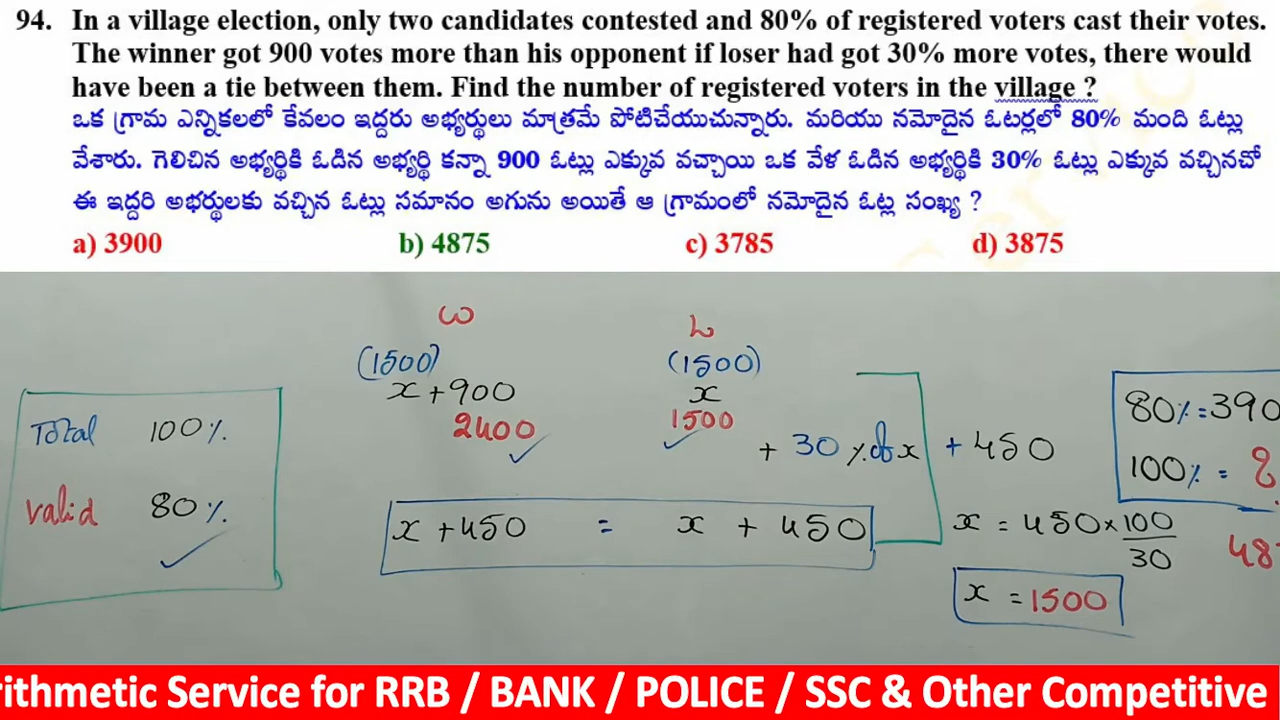 94. In a village election, only two candidates contested and 80% of registered voters cast their votes.
The winner got 900 votes more than his opponent if loser had got 30% more votes, there would
have been a tie between them. Find the number of registered voters in the village ?
ఒక గ్రామ ఎన్నికలలో కేవలం ఇద్దరు అభ్యర్థులు మాత్రమే పోటిచేయుచున్నారు. మరియు నమోదైన ఓటర్లలో 80% మంది ఓట్లు
వేశారు. గెలిచిన అభ్యర్థికి ఓడిన అభ్యర్థి కన్నా 900 ఓట్లు ఎక్కువ వచ్చాయి ఒక వేళ ఓడిన అభ్యర్థికి 30% ఓట్లు ఎక్కువ వచ్చినచో
ఈ ఇద్దరి అభర్థులకు వచ్చిన ఓట్లు సమానం అగును అయితే ఆ గ్రామంలో నమోదైన ఓట్ల సంఖ్య ?
a) 3900 b) 4875 c) 3785 d) 3875
W L
(1500) (1500)
x+900 x
2400 1500
Total 100%.
+ 30%of x + 450
80%=390
100% =
Valid 80%.
x+450 = x + 450
x = 450×100/30
48
x = 1500
rithmetic Service for RRB / BANK / POLICE / SSC & Other Competitive